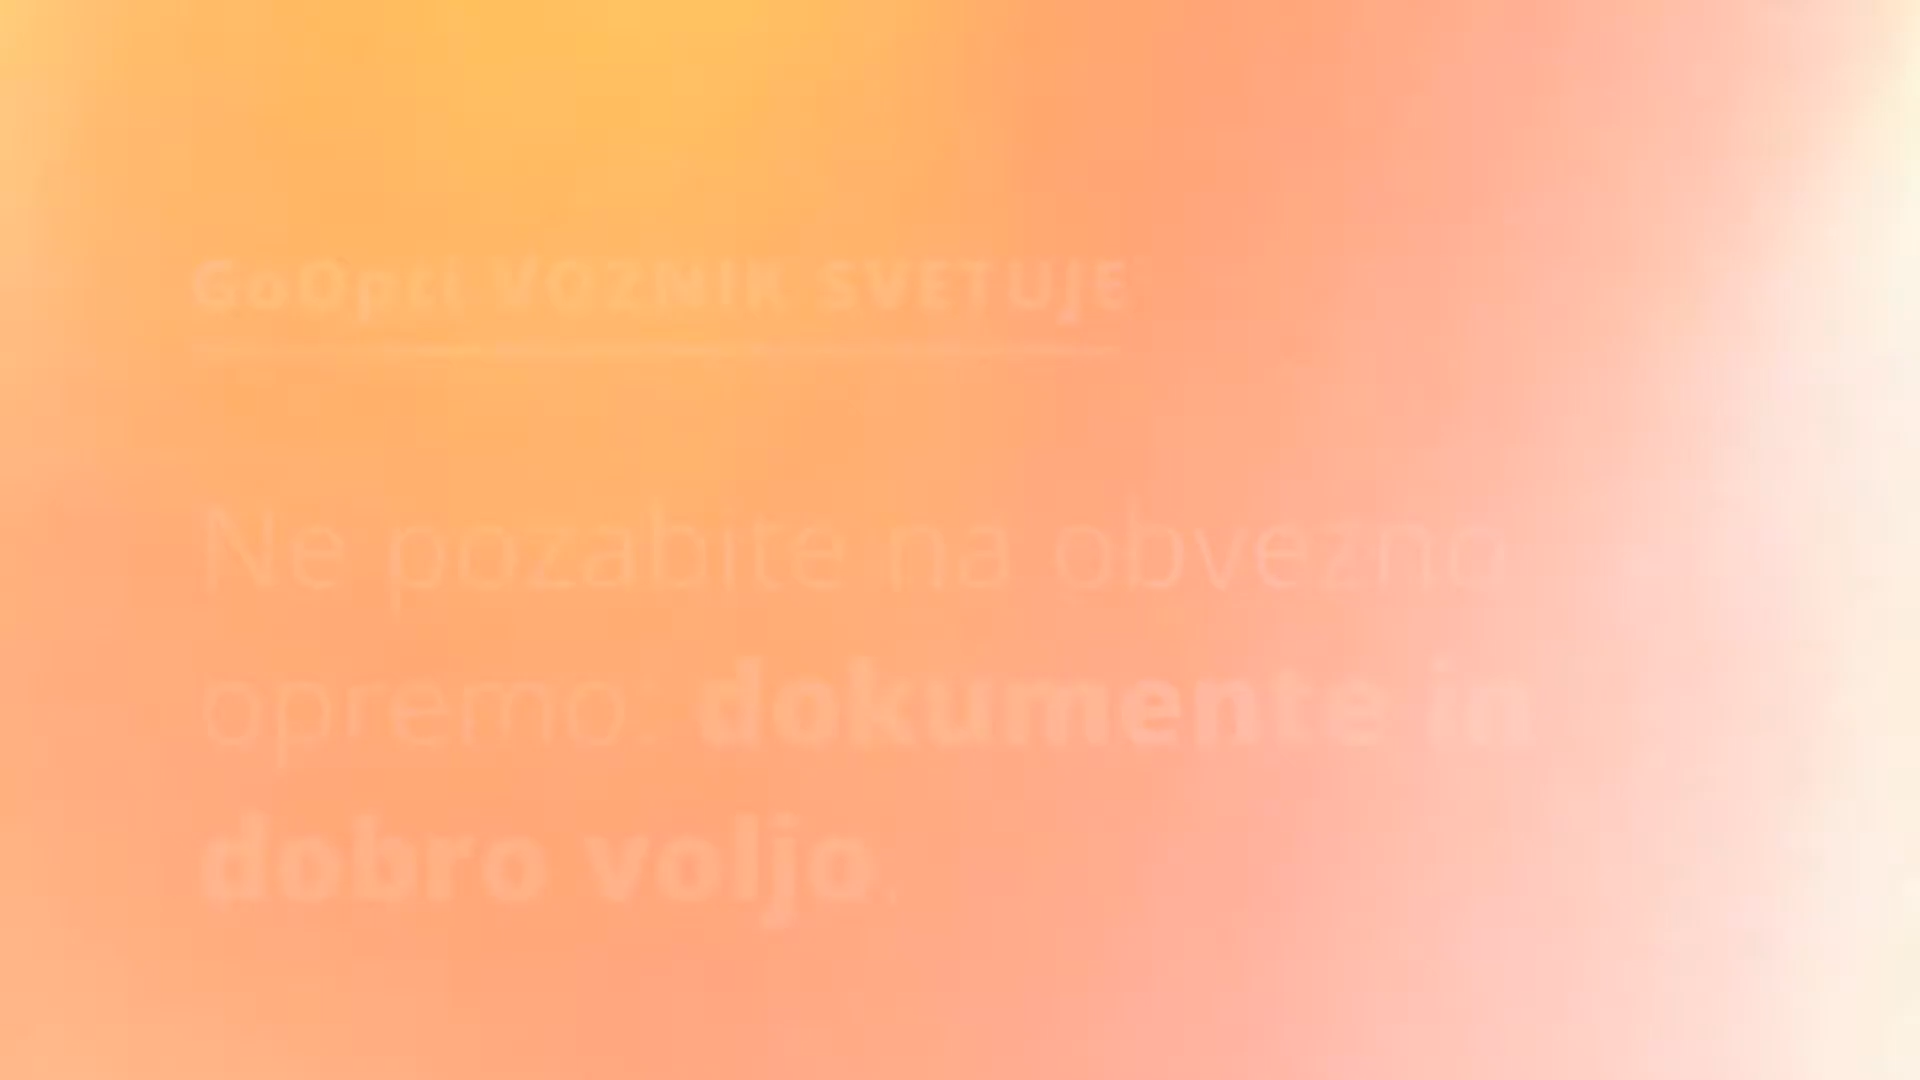 GoOpti VOZNIK SVETUJE
Ne pozabite na obvezno
opremo: dokumente in
dobro voljo.